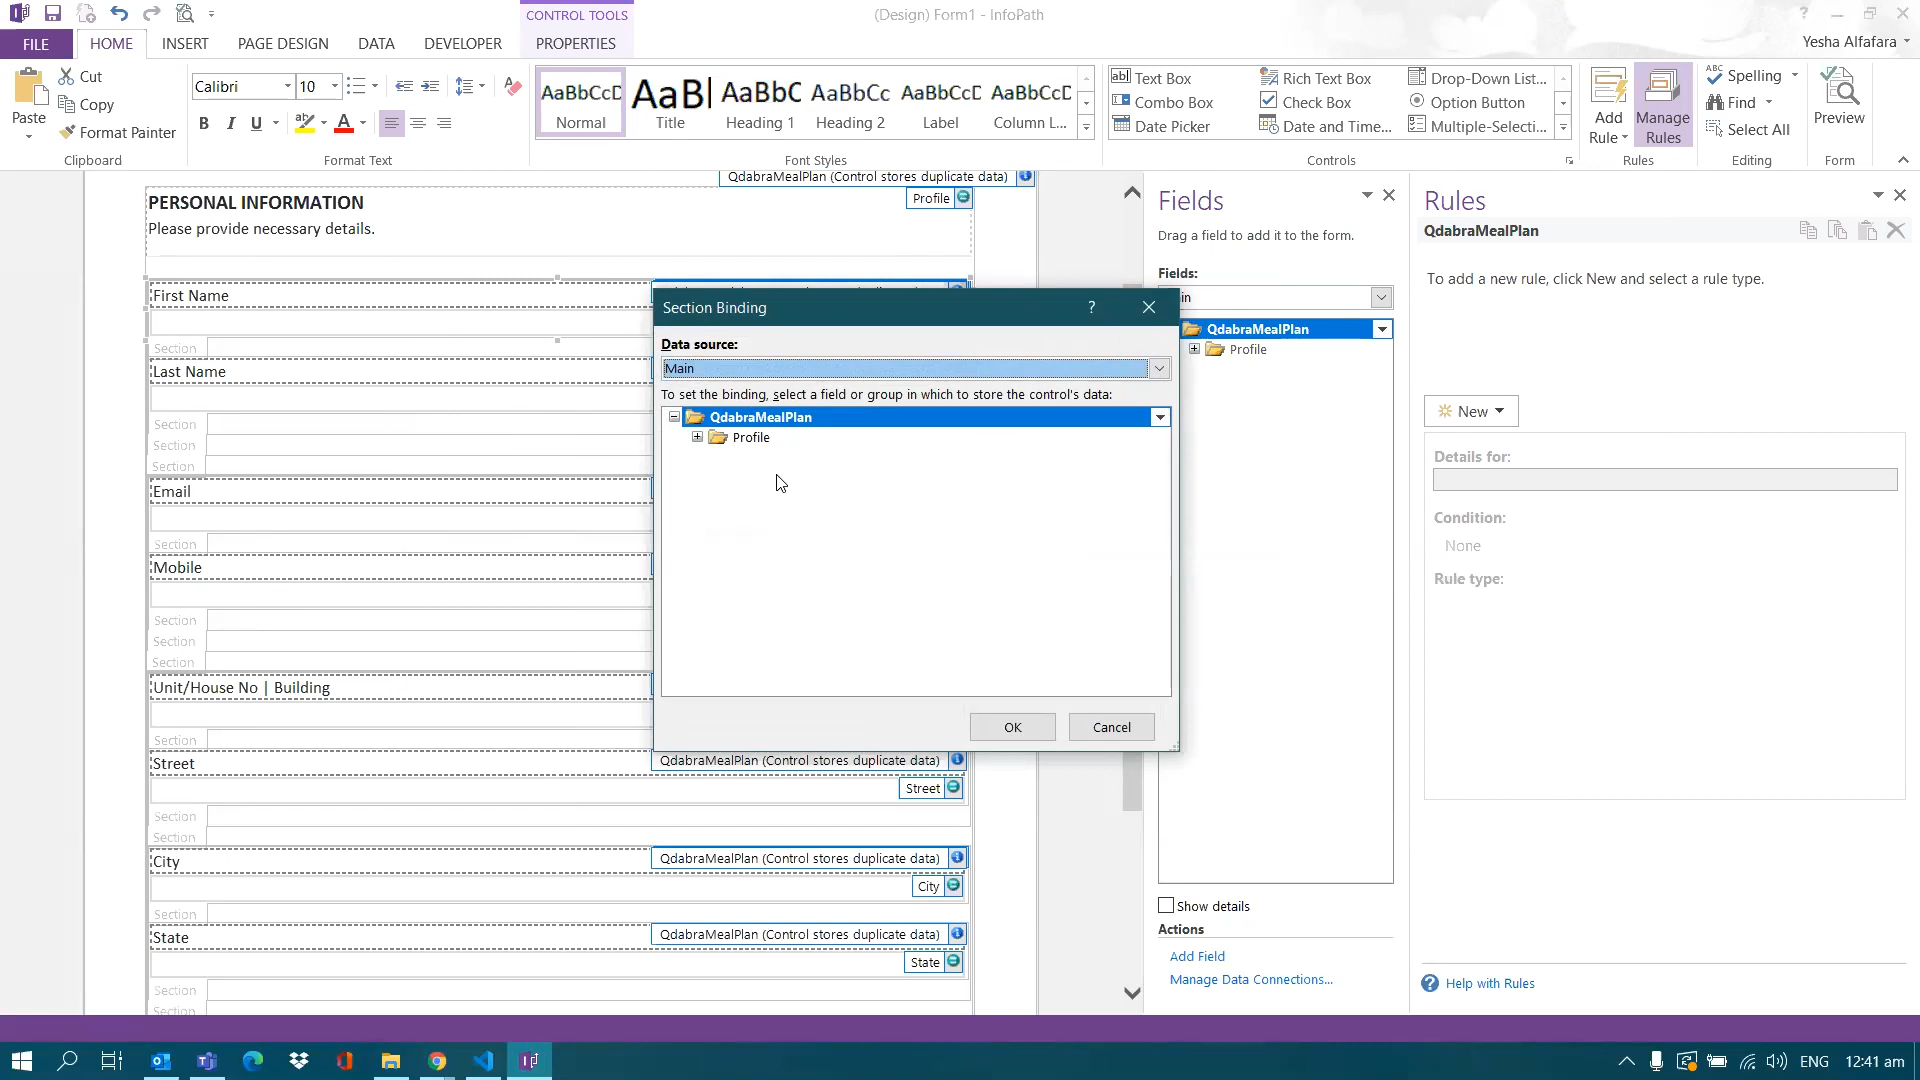 CONTROL TOOLS
(Design) Form1 - InfoPath
FILE
HOME
INSERT
PAGE DESIGN
DATA
DEVELOPER
PROPERTIES
Yesha Alfafara
Paste
Cut
Copy
Format Painter
Clipboard
Calibri
10
B I U
Format Text
AaBbCcD
Normal
AaBl
Title
AaBbC
Heading 1
AaBbCc
Heading 2
AaBbCcD
Label
AaBbCcD
Column L...
Font Styles
Text Box
Combo Box
Date Picker
Rich Text Box
Check Box
Date and Time...
Drop-Down List...
Option Button
Multiple-Selecti...
Controls
Add Rule
Manage Rules
Rules
ABC
Spelling
Find
Select All
Editing
Preview
Form
QdabraMealPlan (Control stores duplicate data)
PERSONAL INFORMATION
Profile
Please provide necessary details.
First Name
Section
Last Name
Section
Section
Section
Email
Section
Mobile
Section
Section
Section
Unit/House No | Building
Section
Street
QdabraMealPlan (Control stores duplicate data)
Street
Section
Section
City
QdabraMealPlan (Control stores duplicate data)
City
Section
State
QdabraMealPlan (Control stores duplicate data)
State
Section
Section
Section Binding
?
Data source:
Main
To set the binding, select a field or group in which to store the control's data:
QdabraMealPlan
Profile
OK
Cancel
Fields
Drag a field to add it to the form.
Fields:
in
QdabraMealPlan
Profile
Show details
Actions
Add Field
Manage Data Connections...
Rules
QdabraMealPlan
To add a new rule, click New and select a rule type.
New
Details for:
Condition:
None
Rule type:
Help with Rules
ENG
12:41 am